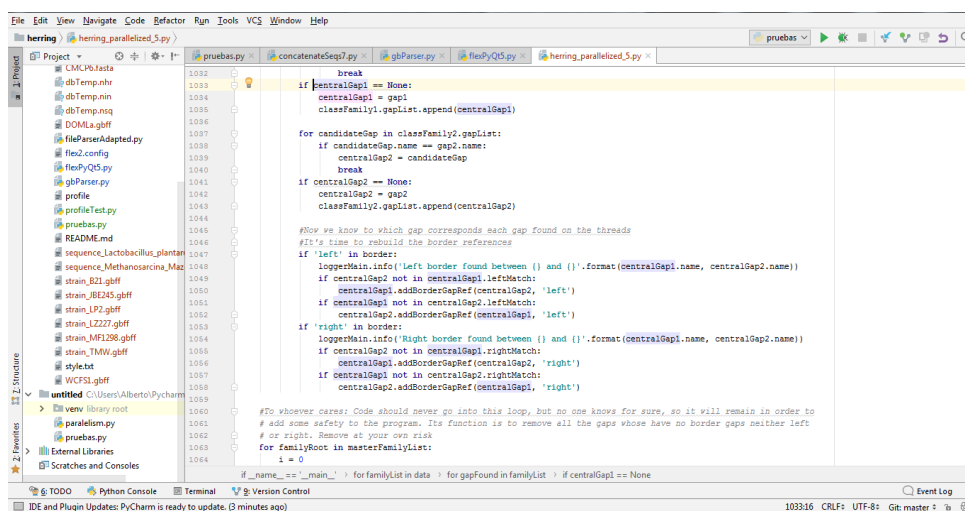 File Edit View Navigate Code Refactor Run Tools VCS Window Help
herring herring_parallelized_5.py pruebas
Project
pruebas.py concatenateSeqs7.py gbParser.py flexPyQt5.py herring_parallelized_5.py
1: Project
CMCP6.fasta
dbTemp.nhr
dbTemp.nin
dbTemp.nsq
DOMLa.gbff
fileParserAdapted.py
flex2.config
flexPyQt5.py
gbParser.py
profile
profileTest.py
pruebas.py
README.md
sequence_Lactobacillus_plantar
sequence_Methanosarcina_Maz
strain_B21.gbff
strain_JBE245.gbff
strain_LP2.gbff
strain_LZ227.gbff
strain_MF1298.gbff
strain_TMW.gbff
style.txt
WCFS1.gbff
untitled C:\Users\Alberto\Pycharm
venv library root
paralelism.py
pruebas.py
External Libraries
Scratches and Consoles
7: Structure
2: Favorites
1032 break
1033 if centralGap1 == None:
1034 centralGap1 = gap1
1035 classFamily1.gapList.append(centralGap1)
1036
1037 for candidateGap in classFamily2.gapList:
1038 if candidateGap.name == gap2.name:
1039 centralGap2 = candidateGap
1040 break
1041 if centralGap2 == None:
1042 centralGap2 = gap2
1043 classFamily2.gapList.append(centralGap2)
1044
1045 #Now we know to which gap corresponds each gap found on the threads
1046 #It's time to rebuild the border references
1047 if 'left' in border:
1048 loggerMain.info('Left border found between {} and {}'.format(centralGap1.name, centralGap2.name))
1049 if centralGap2 not in centralGap1.leftMatch:
1050 centralGap1.addBorderGapRef(centralGap2, 'left')
1051 if centralGap1 not in centralGap2.leftMatch:
1052 centralGap2.addBorderGapRef(centralGap1, 'left')
1053 if 'right' in border:
1054 loggerMain.info('Right border found between {} and {}'.format(centralGap1.name, centralGap2.name))
1055 if centralGap2 not in centralGap1.rightMatch:
1056 centralGap1.addBorderGapRef(centralGap2, 'right')
1057 if centralGap1 not in centralGap2.rightMatch:
1058 centralGap2.addBorderGapRef(centralGap1, 'right')
1059
1060 #To whoever cares: Code should never go into this loop, but no one knows for sure, so it will remain in order to
1061 # add some safety to the program. Its function is to remove all the gaps whose have no border gaps neither left
1062 # or right. Remove at your own risk
1063 for familyRoot in masterFamilyList:
1064 i = 0
if __name__ == '__main__' for familyList in data for gapFound in familyList if centralGap1 == None
6: TODO Python Console Terminal 9: Version Control Event Log
IDE and Plugin Updates: PyCharm is ready to update. (3 minutes ago) 1033:16 CRLF UTF-8 Git: master